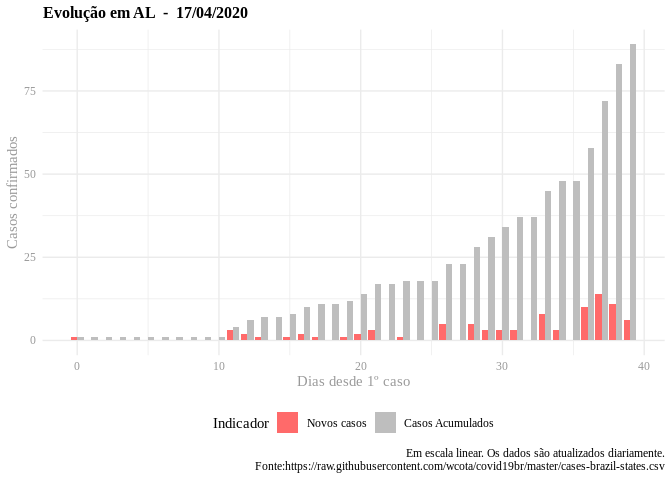 Evolução em AL  -  17/04/2020
Casos confirmados
75
50
25
0
0 10 20 30 40
Dias desde 1º caso
Indicador Novos casos Casos Acumulados
Em escala linear. Os dados são atualizados diariamente.
Fonte:https://raw.githubusercontent.com/wcota/covid19br/master/cases-brazil-states.csv